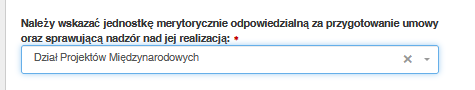 Należy wskazać jednostkę merytorycznie odpowiedzialną za przygotowanie umowy
oraz sprawującą nadzór nad jej realizacją: *
Dział Projektów Międzynarodowych